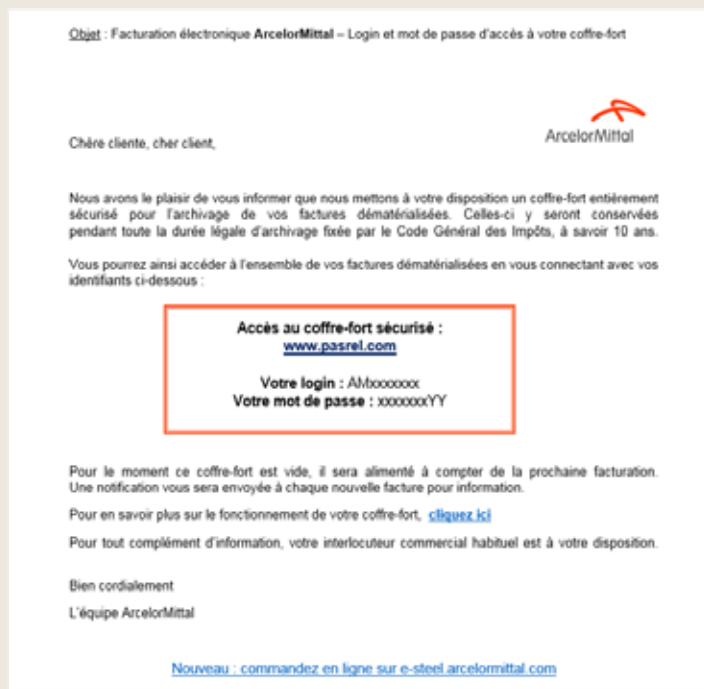 Objet : Facturation électronique ArcelorMittal – Login et mot de passe d'accès à votre coffre-fort
ArcelorMittal
Chère cliente, cher client,
Nous avons le plaisir de vous informer que nous mettons à votre disposition un coffre-fort entièrement
sécurisé pour l'archivage de vos factures dématérialisées. Celles-ci y seront conservées
pendant toute la durée légale d'archivage fixée par le Code Général des Impôts, à savoir 10 ans.
Vous pourrez ainsi accéder à l'ensemble de vos factures dématérialisées en vous connectant avec vos
identifiants ci-dessous :
Accès au coffre-fort sécurisé :
www.pasrel.com
Votre login : AMxxxxxxx
Votre mot de passe : xxxxxxxYY
Pour le moment ce coffre-fort est vide, il sera alimenté à compter de la prochaine facturation.
Une notification vous sera envoyée à chaque nouvelle facture pour information.
Pour en savoir plus sur le fonctionnement de votre coffre-fort, cliquez ici
Pour tout complément d'information, votre interlocuteur commercial habituel est à votre disposition.
Bien cordialement
L'équipe ArcelorMittal
Nouveau : commandez en ligne sur e-steel.arcelormittal.com